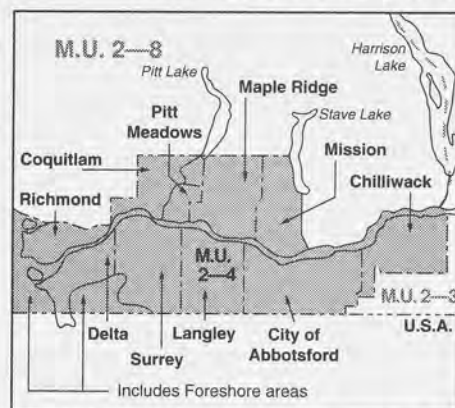 M.U. 2—8
Harrison
Lake
Pitt Lake
Maple Ridge
Pitt
Meadows
Stave Lake
Coquitlam
Mission
Richmond
Chilliwack
M.U.
2—4
M.U. 2—3
U.S.A.
Delta
Langley
City of
Abbotsford
Surrey
Includes Foreshore areas